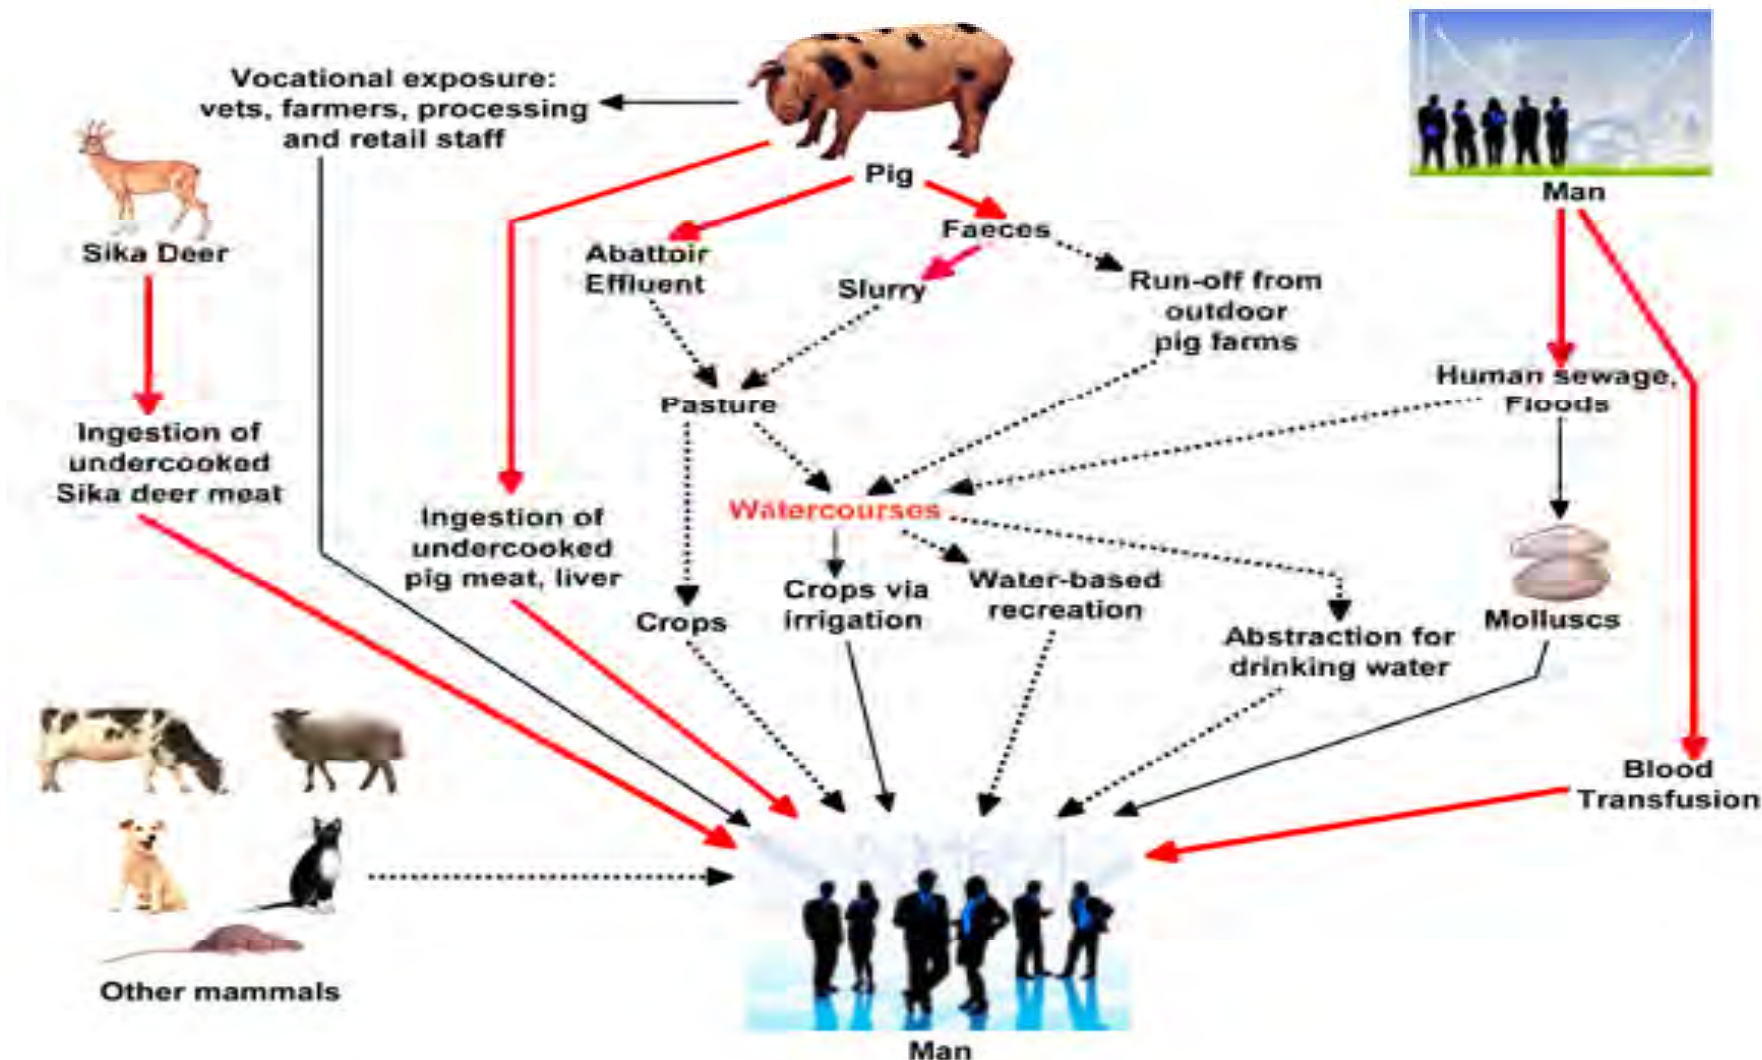 Vocational exposure:
vets, farmers, processing
and retail staff
Pig
Man
Sika Deer
Abattoir
Effluent
Faeces
Slurry
Run-off from
outdoor
pig farms
Pasture
Human sewage,
Floods
Ingestion of
undercooked
Sika deer meat
Ingestion of
undercooked
pig meat, liver
Watercourses
Crops
Crops via
irrigation
Water-based
recreation
Abstraction for
drinking water
Molluscs
Blood
Transfusion
Other mammals
Man